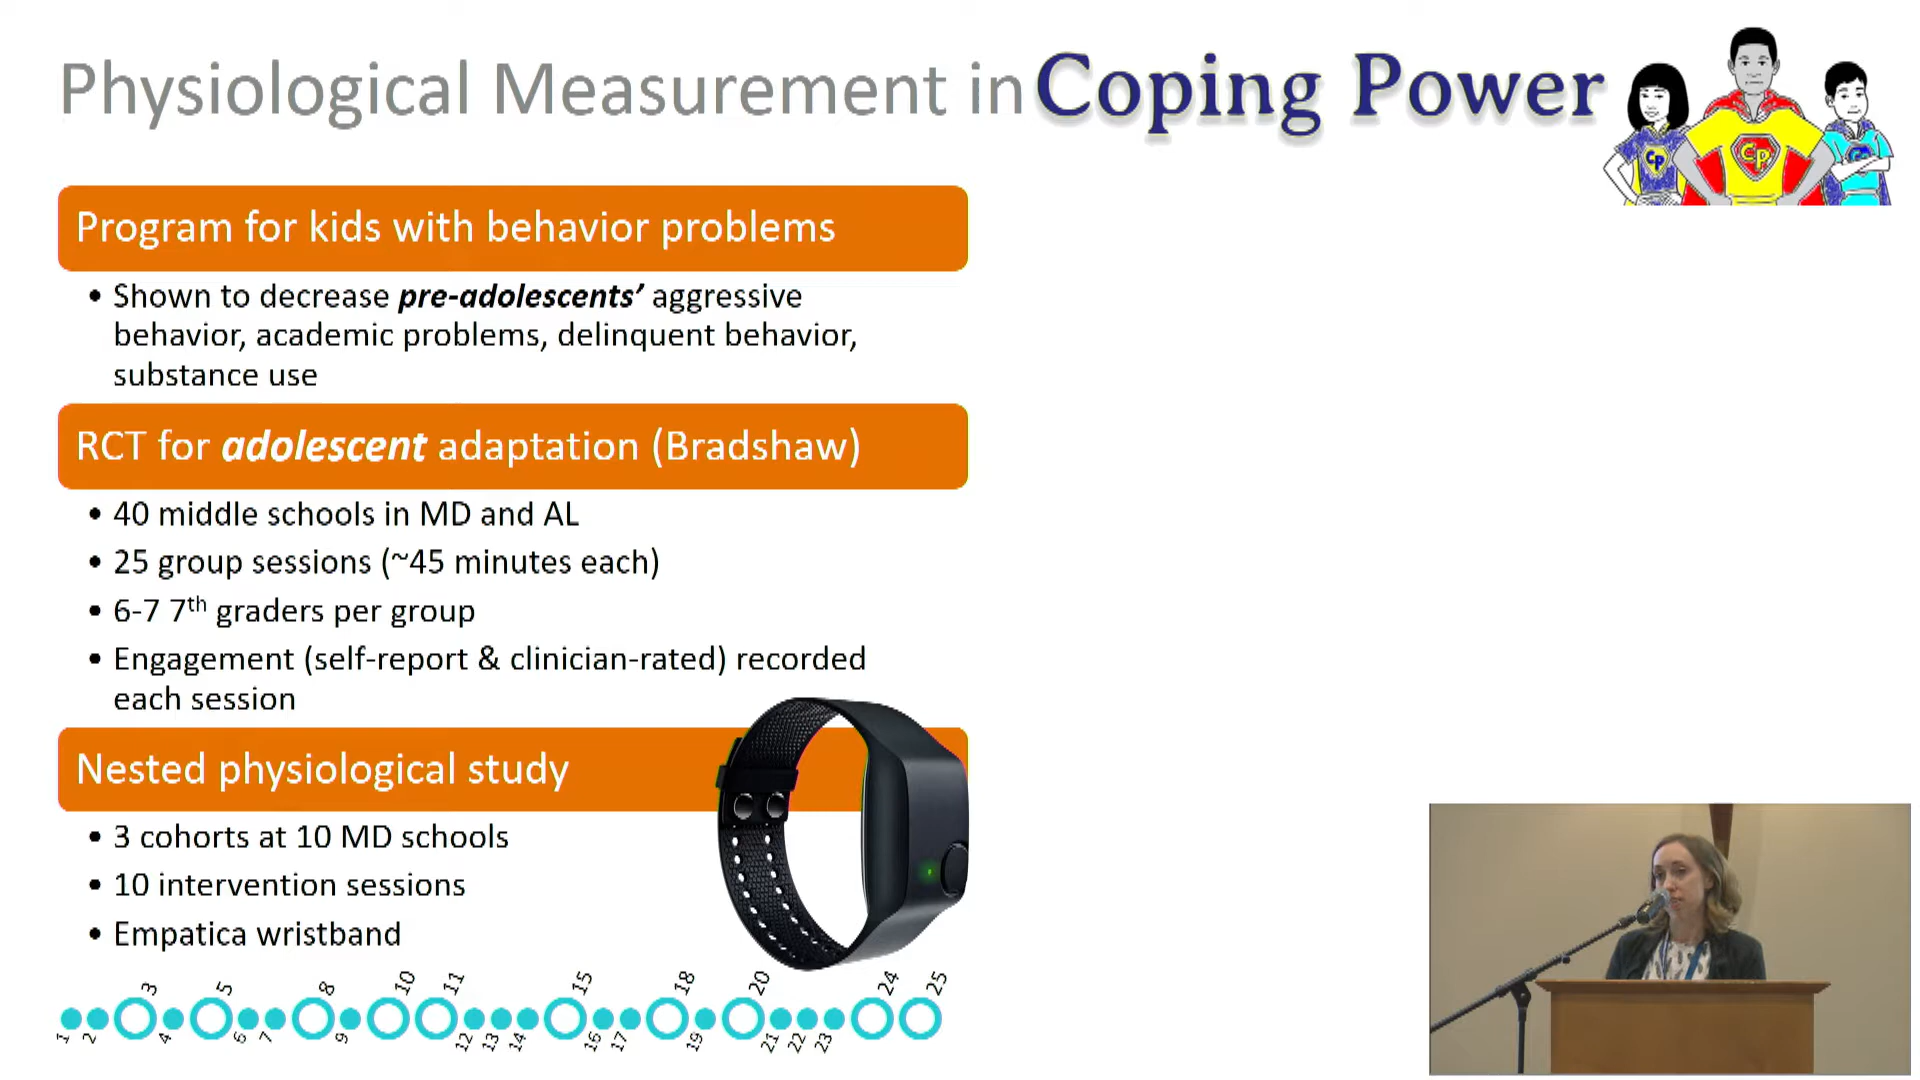 Physiological Measurement in Coping Power
CP
CP
CP
Program for kids with behavior problems
• Shown to decrease pre-adolescents’ aggressive
behavior, academic problems, delinquent behavior,
substance use
RCT for adolescent adaptation (Bradshaw)
• 40 middle schools in MD and AL
• 25 group sessions (~45 minutes each)
• 6-7 7th graders per group
• Engagement (self-report & clinician-rated) recorded
each session
Nested physiological study
• 3 cohorts at 10 MD schools
• 10 intervention sessions
• Empatica wristband
1 2 3 4 5 6 7 8 9 10 11 12 13 14 15 16 17 18 19 20 21 22 23 24 25